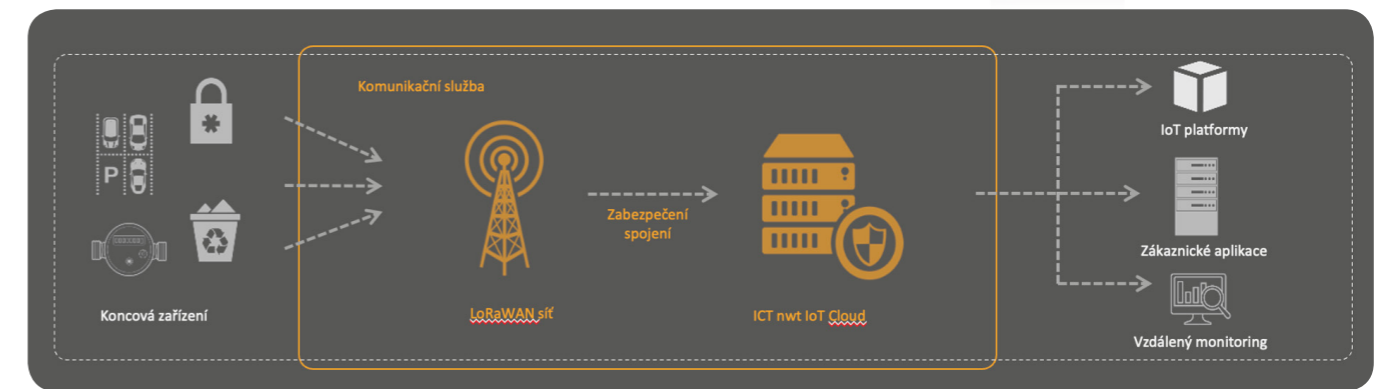 Komunikační služba
P
Zabezpečení
spojení
Koncová zařízení
LoRaWAN síť
ICT nwt IoT Cloud
IoT platformy
Zákaznické aplikace
Vzdálený monitoring